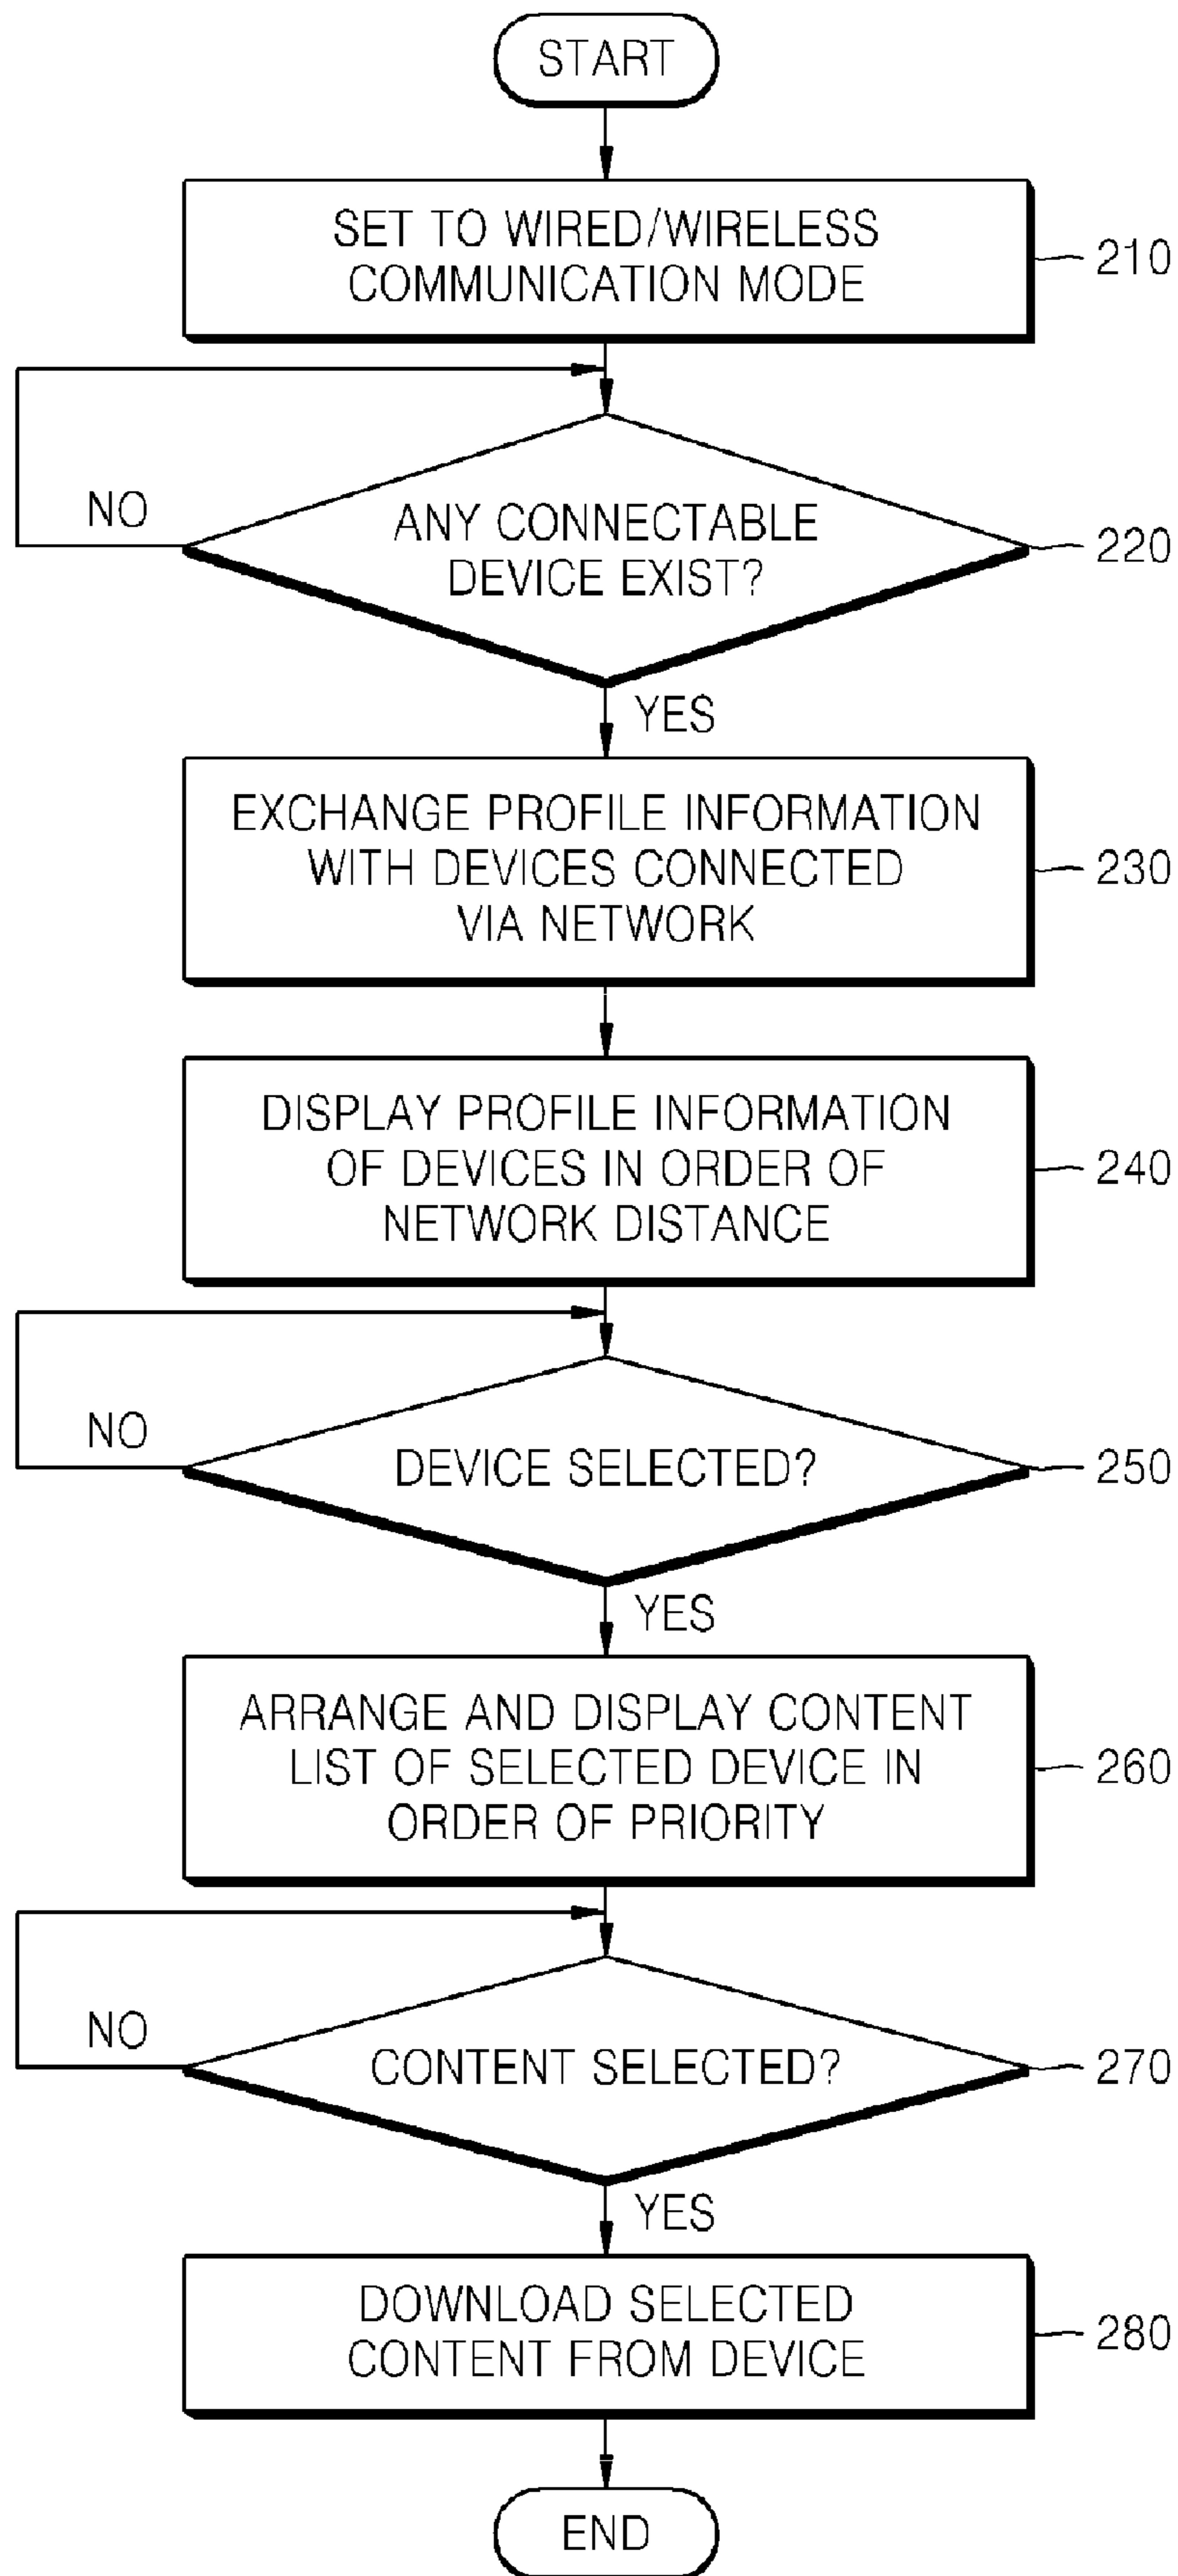 START
SET TO WIRED/WIRELESS
COMMUNICATION MODE
210
NO
ANY CONNECTABLE
DEVICE EXIST?
220
YES
EXCHANGE PROFILE INFORMATION
WITH DEVICES CONNECTED
VIA NETWORK
230
DISPLAY PROFILE INFORMATION
OF DEVICES IN ORDER OF
NETWORK DISTANCE
240
NO
DEVICE SELECTED?
250
YES
ARRANGE AND DISPLAY CONTENT
LIST OF SELECTED DEVICE IN
ORDER OF PRIORITY
260
NO
CONTENT SELECTED?
270
YES
DOWNLOAD SELECTED
CONTENT FROM DEVICE
280
END